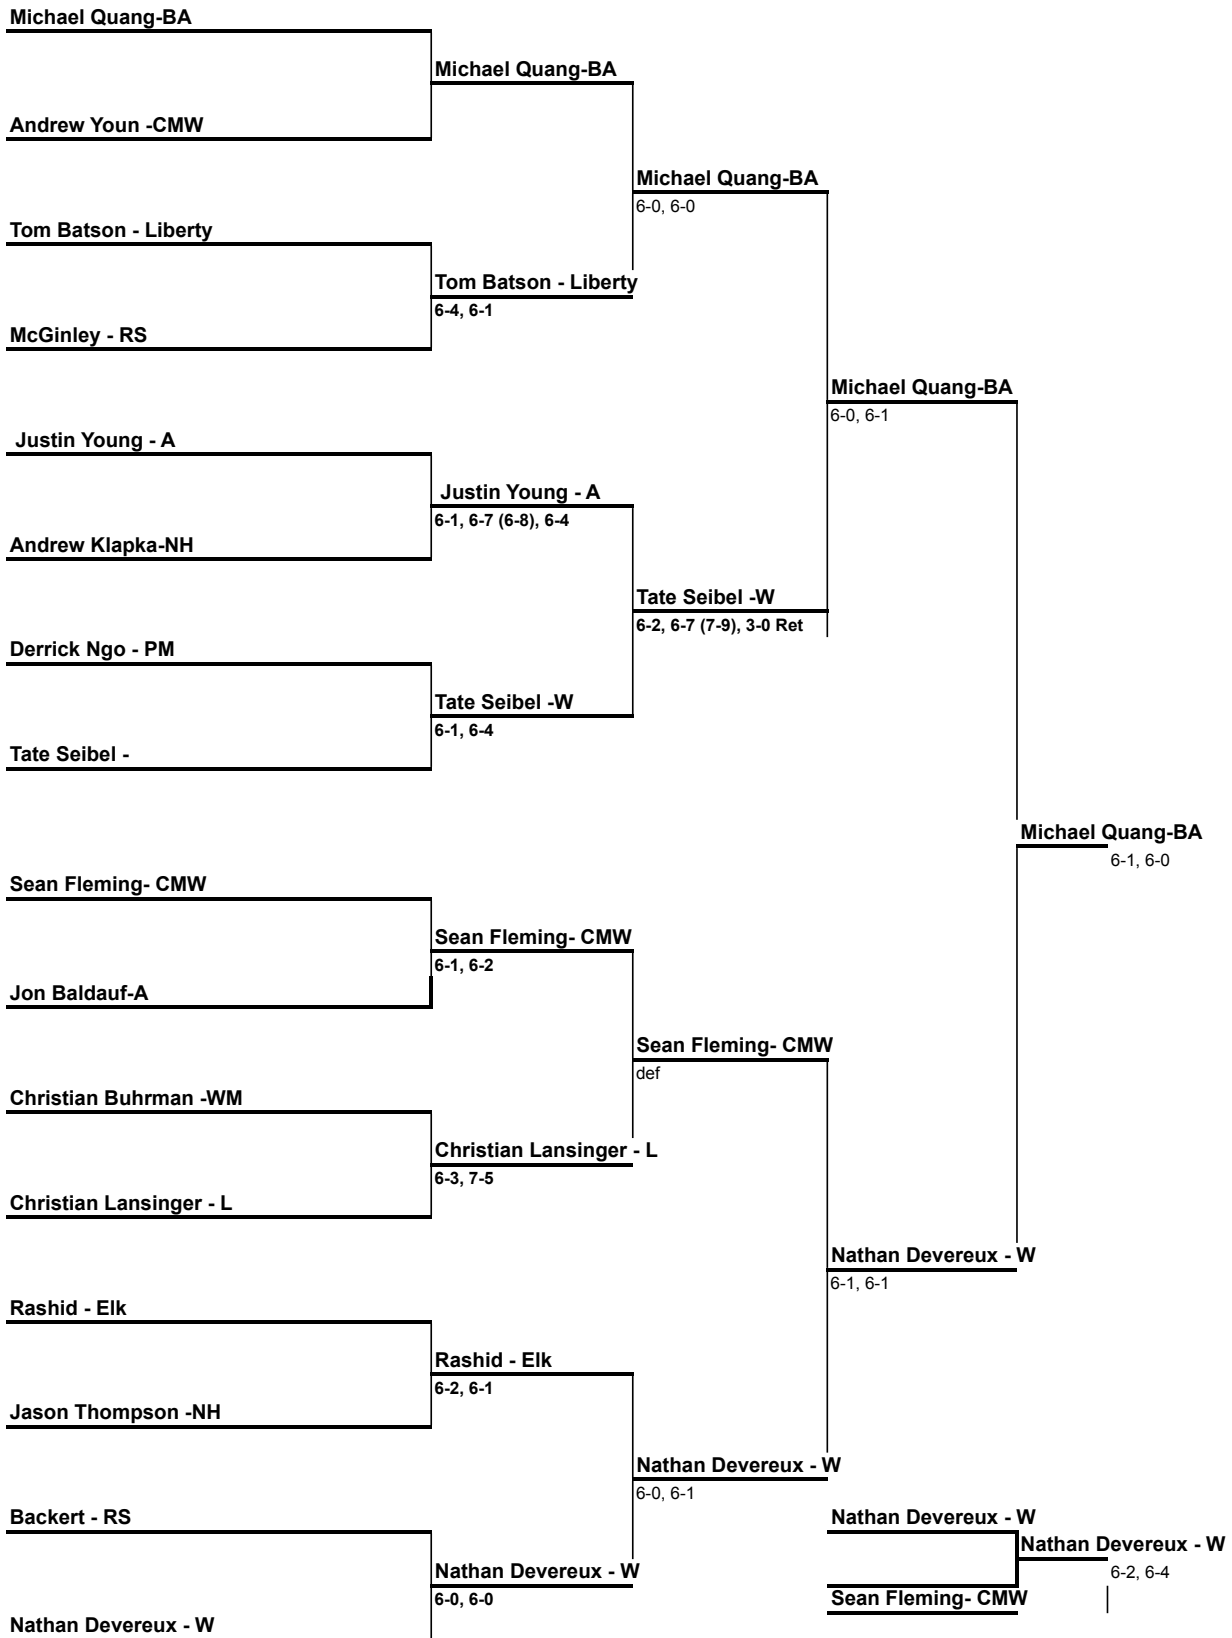 Michael Quang-BA
Michael Quang-BA
Andrew Youn -CMW
Michael Quang-BA
6-0, 6-0
Tom Batson - Liberty
Tom Batson - Liberty
6-4, 6-1
McGinley - RS
Michael Quang-BA
6-0, 6-1
Justin Young - A
Justin Young - A
6-1, 6-7 (6-8), 6-4
Andrew Klapka-NH
Tate Seibel -W
6-2, 6-7 (7-9), 3-0 Ret
Derrick Ngo - PM
Tate Seibel -W
6-1, 6-4
Tate Seibel -
Michael Quang-BA
6-1, 6-0
Sean Fleming- CMW
Sean Fleming- CMW
6-1, 6-2
Jon Baldauf-A
Sean Fleming- CMW
def
Christian Buhrman -WM
Christian Lansinger - L
6-3, 7-5
Christian Lansinger - L
Nathan Devereux - W
6-1, 6-1
Rashid - Elk
Rashid - Elk
6-2, 6-1
Jason Thompson -NH
Nathan Devereux - W
6-0, 6-1
Backert - RS
Nathan Devereux - W
Nathan Devereux - W
6-2, 6-4
Nathan Devereux - W
6-0, 6-0
Sean Fleming- CMW
Nathan Devereux - W